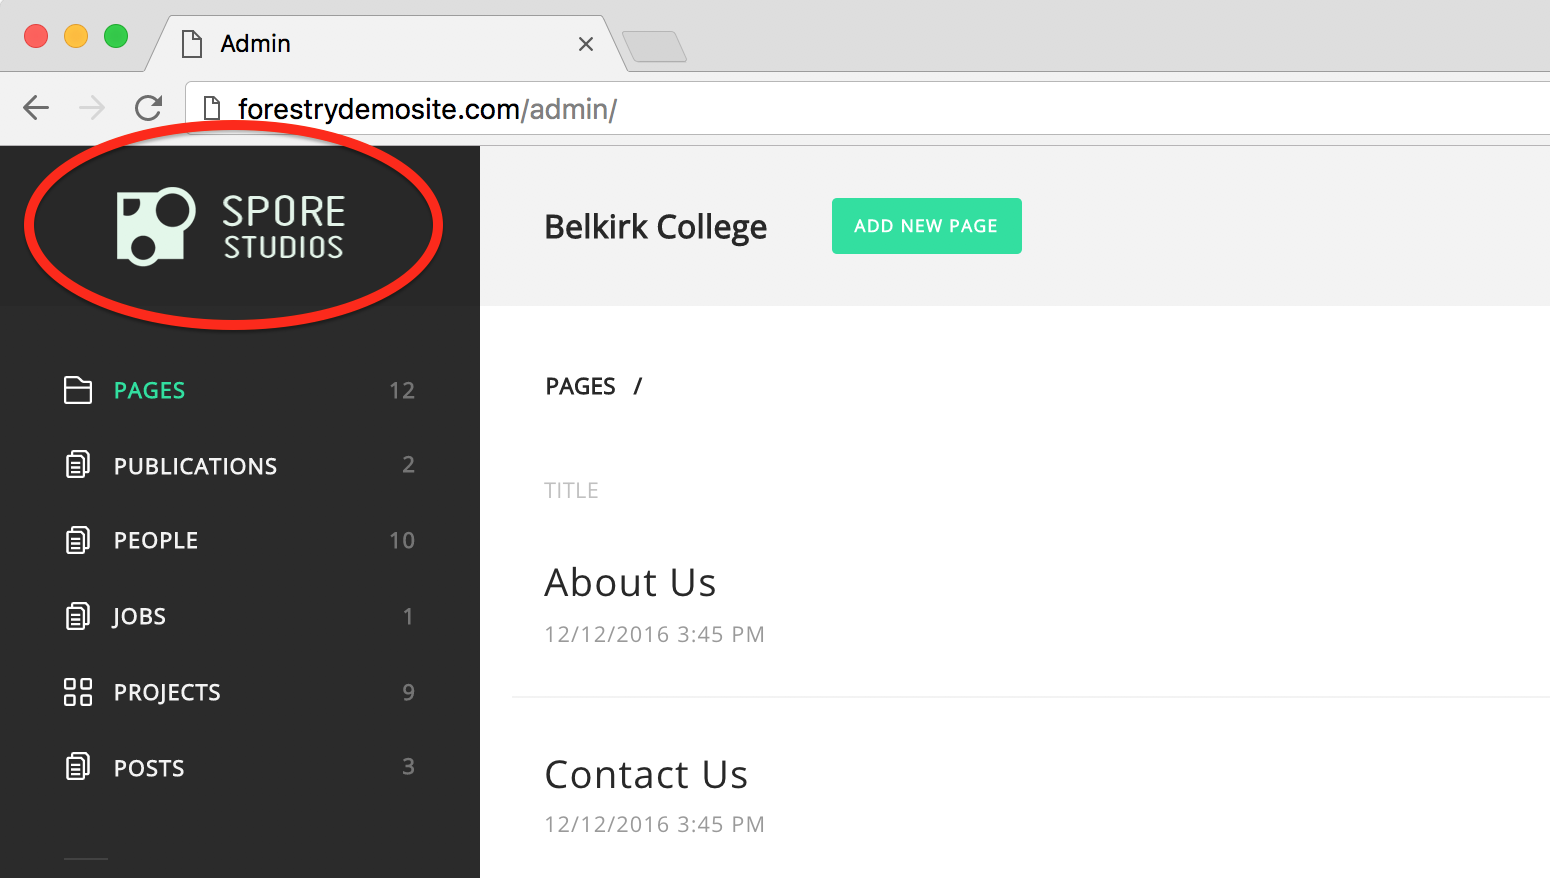 Admin
forestrydemosite.com/admin/
SPORE
STUDIOS
Belkirk College
ADD NEW PAGE
PAGES 12
PUBLICATIONS 2
PEOPLE 10
JOBS 1
PROJECTS 9
POSTS 3
PAGES /
TITLE
About Us
12/12/2016 3:45 PM
Contact Us
12/12/2016 3:45 PM